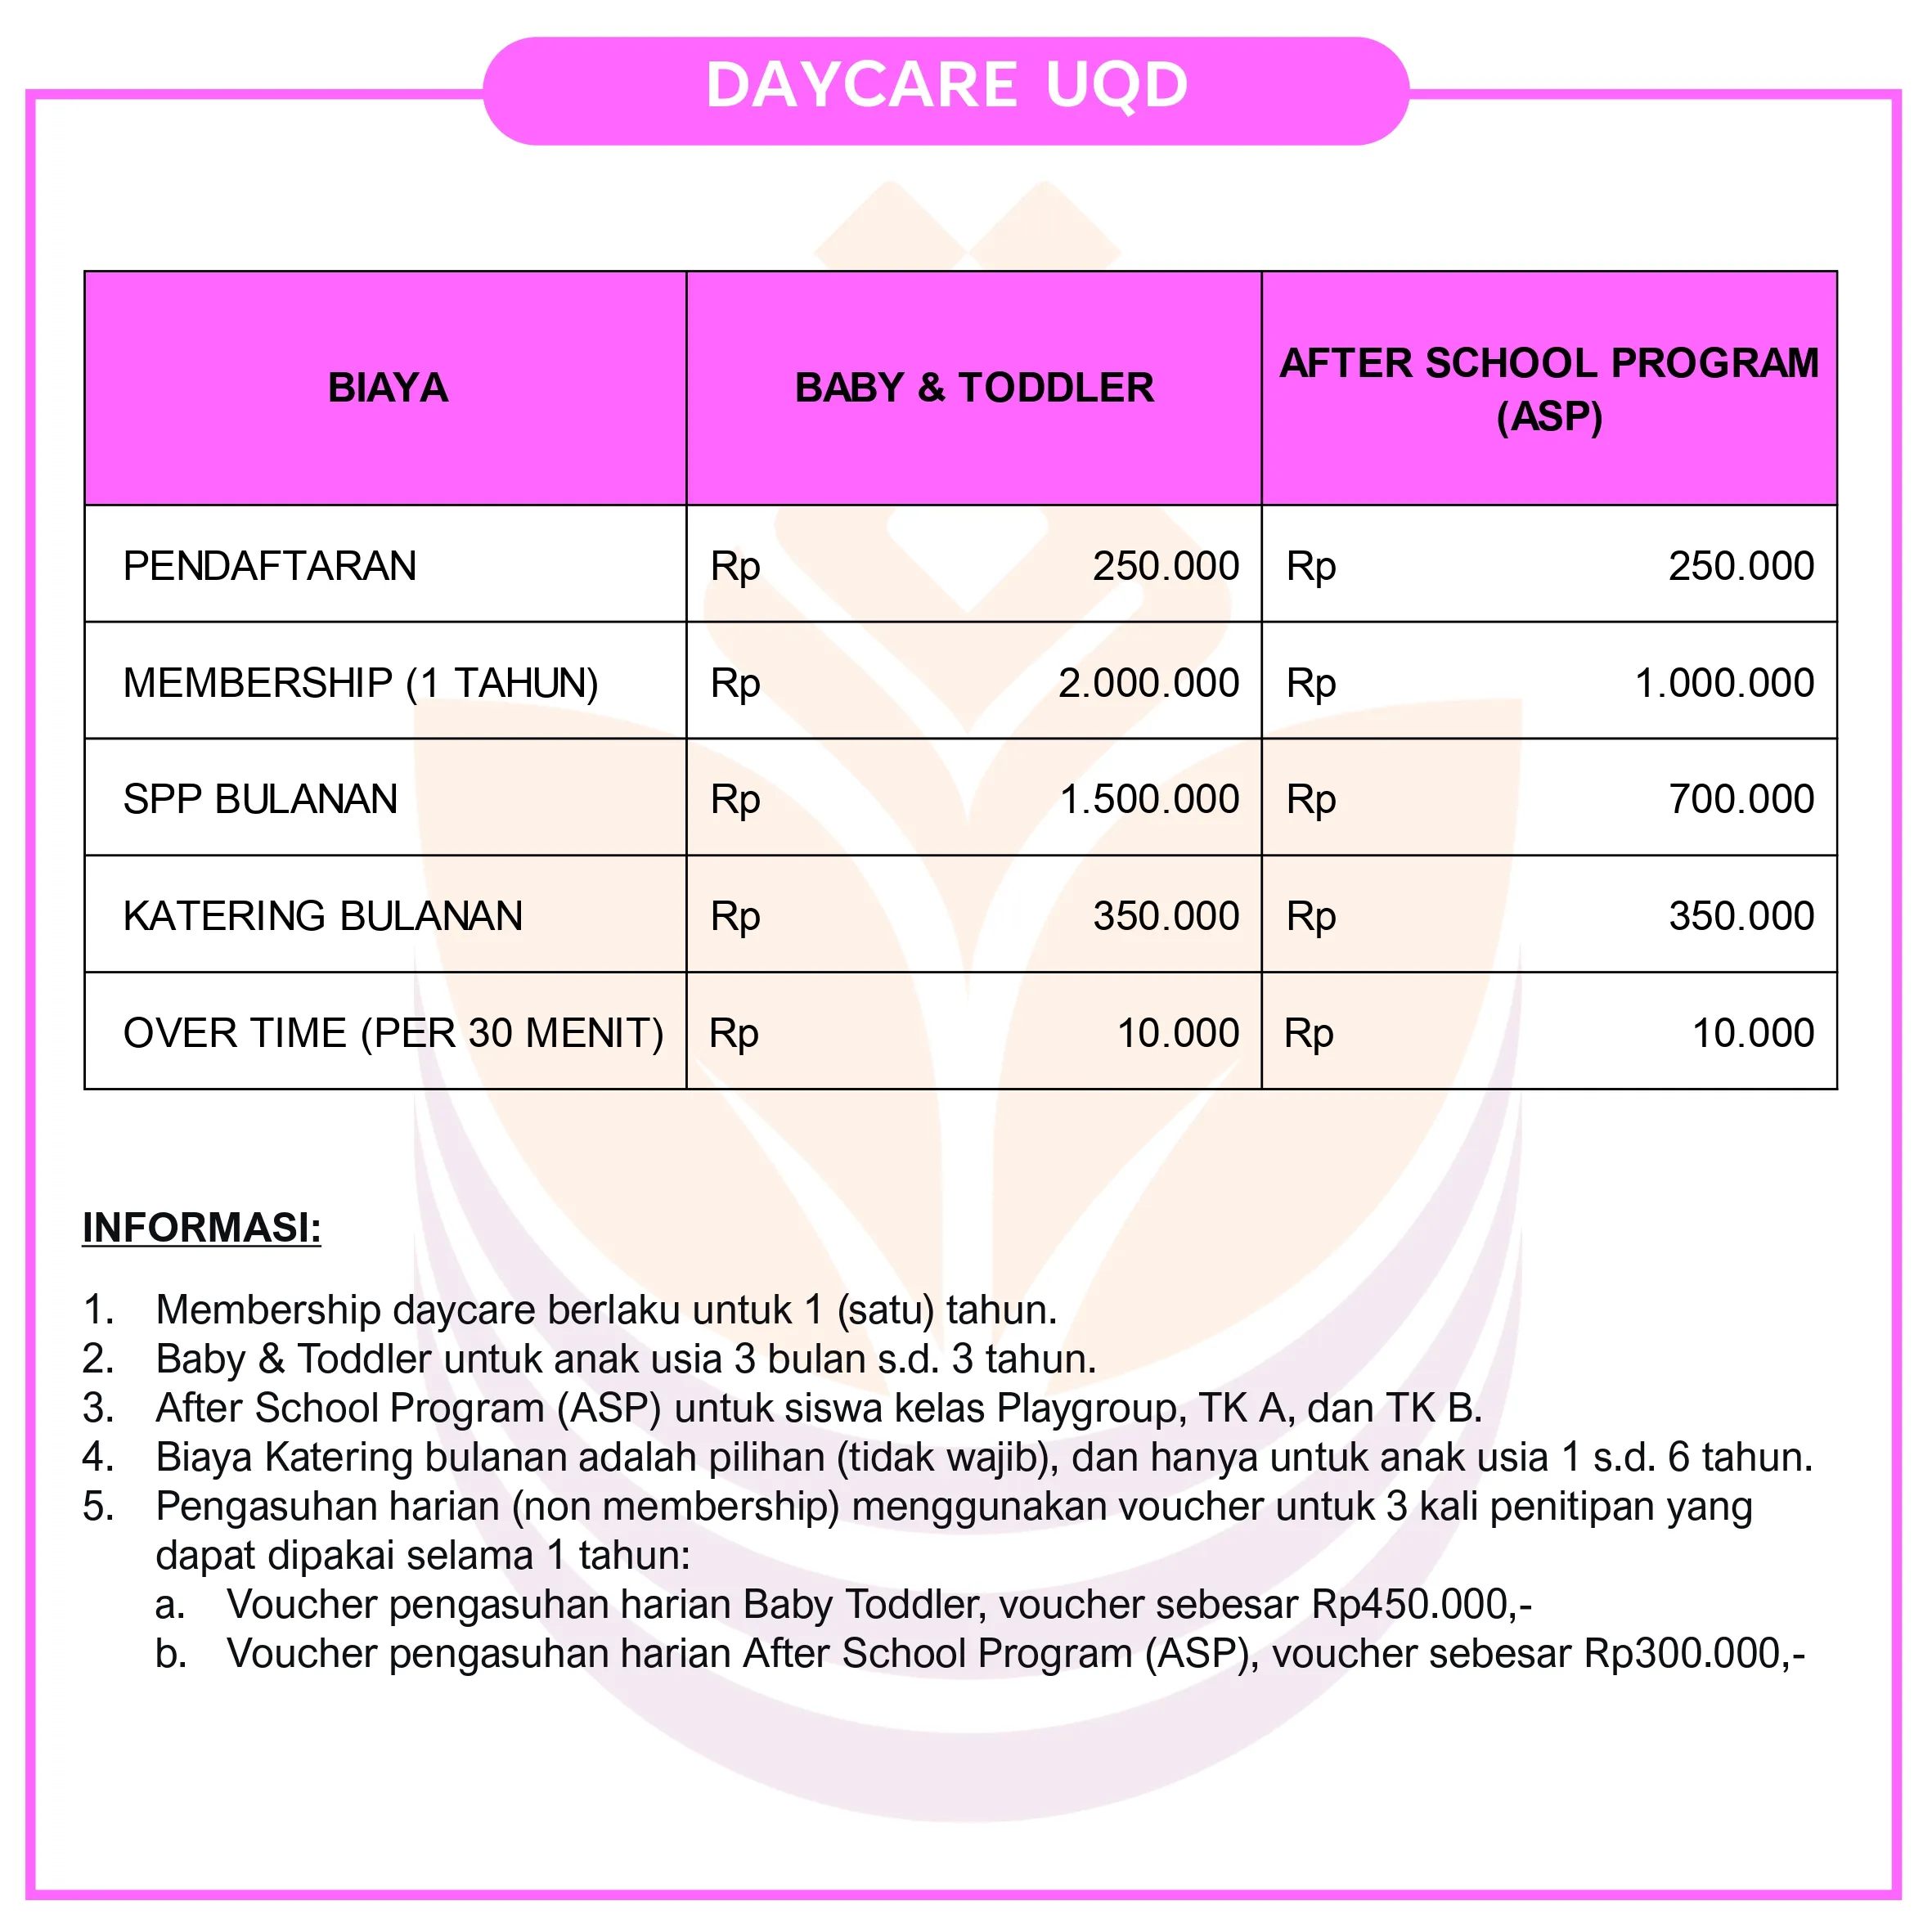 DAYCARE UQD
BIAYA BABY & TODDLER AFTER SCHOOL PROGRAM
(ASP)
PENDAFTARAN Rp 250.000 Rp 250.000
MEMBERSHIP (1 TAHUN) Rp 2.000.000 Rp 1.000.000
SPP BULANAN Rp 1.500.000 Rp 700.000
KATERING BULANAN Rp 350.000 Rp 350.000
OVER TIME (PER 30 MENIT) Rp 10.000 Rp 10.000
INFORMASI:
1. Membership daycare berlaku untuk 1 (satu) tahun.
2. Baby & Toddler untuk anak usia 3 bulan s.d. 3 tahun.
3. After School Program (ASP) untuk siswa kelas Playgroup, TK A, dan TK B.
4. Biaya Katering bulanan adalah pilihan (tidak wajib), dan hanya untuk anak usia 1 s.d. 6 tahun.
5. Pengasuhan harian (non membership) menggunakan voucher untuk 3 kali penitipan yang
dapat dipakai selama 1 tahun:
a. Voucher pengasuhan harian Baby Toddler, voucher sebesar Rp450.000,-
b. Voucher pengasuhan harian After School Program (ASP), voucher sebesar Rp300.000,-